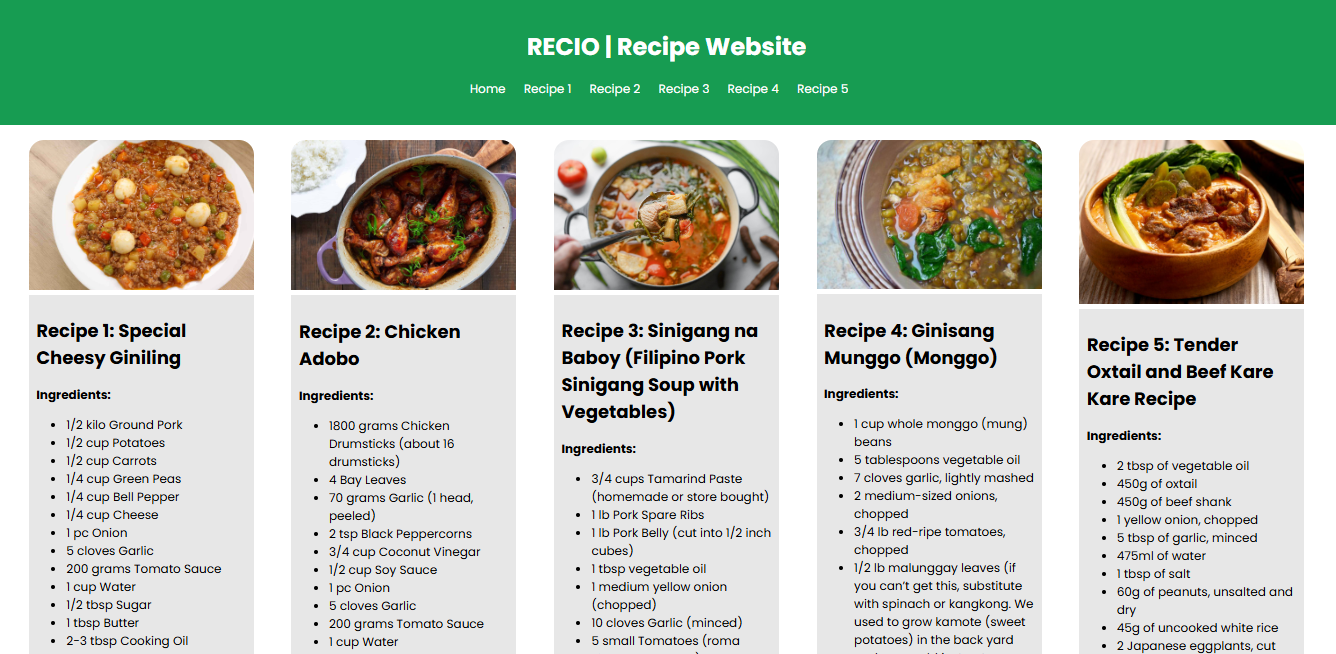 RECIO | Recipe Website
Home Recipe 1 Recipe 2 Recipe 3 Recipe 4 Recipe 5
Recipe 1: Special
Cheesy Giniling
Ingredients:
1/2 kilo Ground Pork
1/2 cup Potatoes
1/2 cup Carrots
1/4 cup Green Peas
1/4 cup Bell Pepper
1/4 cup Cheese
1 pc Onion
5 cloves Garlic
200 grams Tomato Sauce
1 cup Water
1/2 tbsp Sugar
1 tbsp Butter
2-3 tbsp Cooking Oil
Recipe 2: Chicken
Adobo
Ingredients:
1800 grams Chicken
Drumsticks (about 16
drumsticks)
4 Bay Leaves
70 grams Garlic (1 head,
peeled)
2 tsp Black Peppercorns
3/4 cup Coconut Vinegar
1/2 cup Soy Sauce
1 pc Onion
5 cloves Garlic
200 grams Tomato Sauce
1 cup Water
Recipe 3: Sinigang na
Baboy (Filipino Pork
Sinigang Soup with
Vegetables)
Ingredients:
3/4 cups Tamarind Paste
(homemade or store bought)
1 lb Pork Spare Ribs
1 lb Pork Belly (cut into 1/2 inch
cubes)
1 tbsp vegetable oil
1 medium yellow onion
(chopped)
10 cloves Garlic (minced)
5 small Tomatoes (roma
Recipe 4: Ginisang
Munggo (Monggo)
Ingredients:
1 cup whole monggo (mung)
beans
5 tablespoons vegetable oil
7 cloves garlic, lightly mashed
2 medium-sized onions,
chopped
3/4 lb red-ripe tomatoes,
chopped
1/2 lb malunggay leaves (if
you can't get this, substitute
with spinach or kangkong. We
used to grow kamote (sweet
potatoes) in the back yard
Recipe 5: Tender
Oxtail and Beef Kare
Kare Recipe
Ingredients:
2 tbsp of vegetable oil
450g of oxtail
450g of beef shank
1 yellow onion, chopped
5 tbsp of garlic, minced
475ml of water
1 tbsp of salt
60g of peanuts, unsalted and
dry
45g of uncooked white rice
2 Japanese eggplants, cut